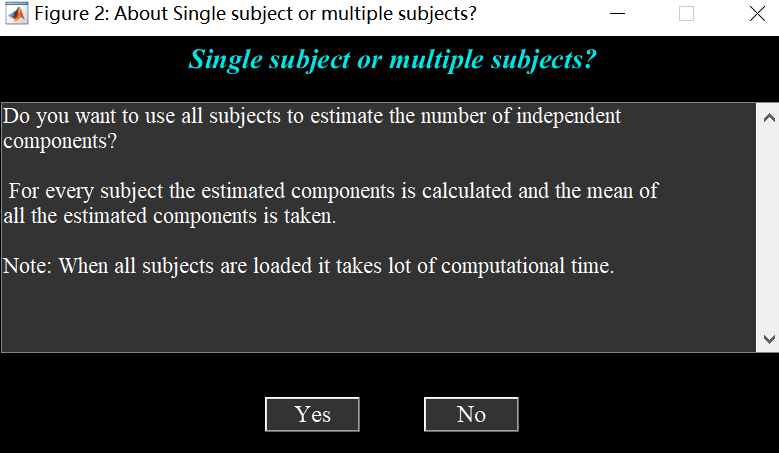 Figure 2: About Single subject or multiple subjects?
Single subject or multiple subjects?
Do you want to use all subjects to estimate the number of independent
components?
For every subject the estimated components is calculated and the mean of
all the estimated components is taken.
Note: When all subjects are loaded it takes lot of computational time.
Yes No